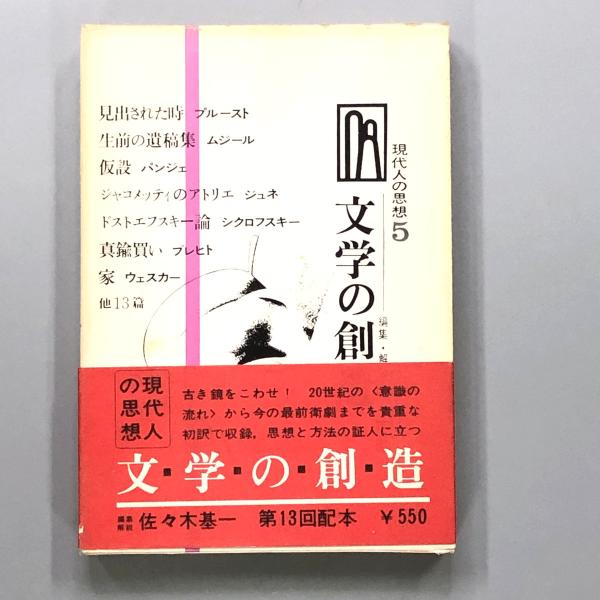 見出された時 プルースト
生前の遺稿集 ムジール
仮設 パンジェ
ジャコメッティのアトリエ ジュネ
ドストエフスキー論 シクロフスキー
真鍮買い ブレヒト
家 ウェスカー
他13篇
現代人の思想5
文学の創
編集・解
現代人の思想
古き鏡をこわせ! 20世紀の〈意識の
流れ〉から今の最前衛劇までを貴重な
初訳で収録,思想と方法の証人に立つ
文・学・の・創・造
編集解説 佐々木基一 第13回配本 ¥550